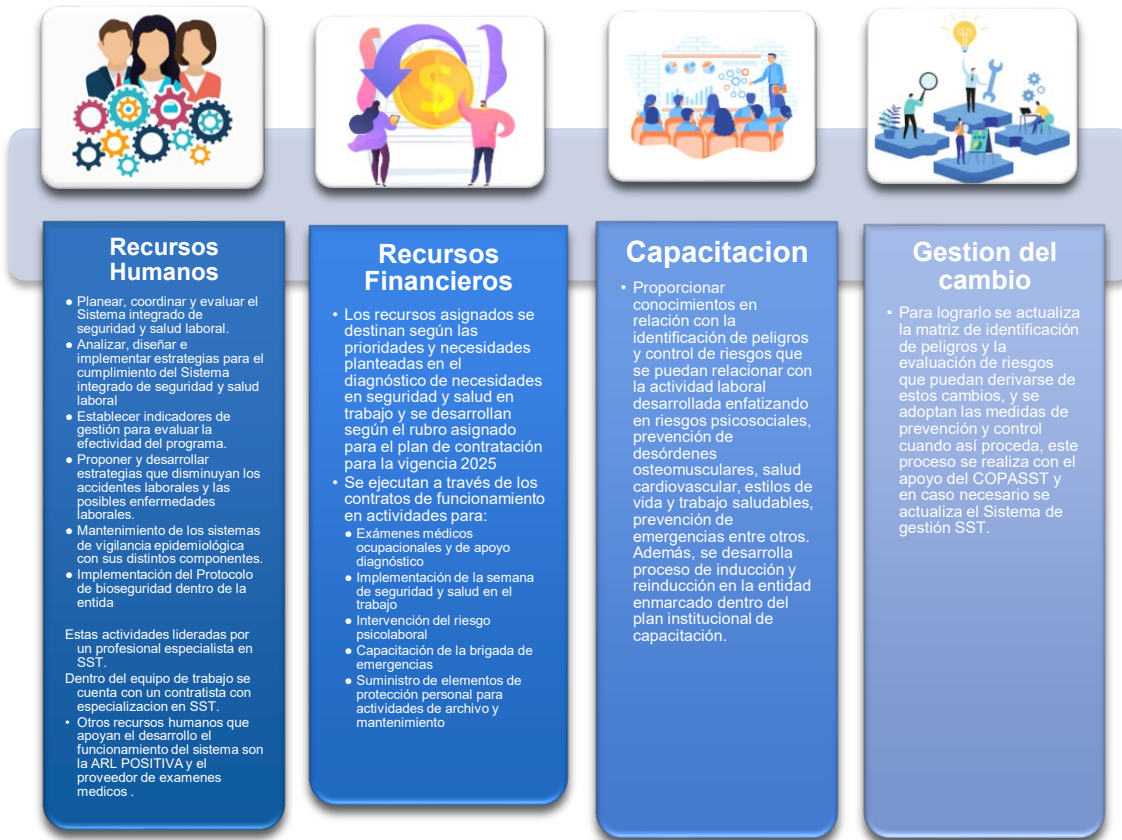 Recursos
Humanos
● Planear, coordinar y evaluar el
Sistema integrado de
seguridad y salud laboral.
● Analizar, diseñar e
implementar estrategias para el
cumplimiento del Sistema
integrado de seguridad y salud
laboral
● Establecer indicadores de
gestión para evaluar la
efectividad del programa.
● Proponer y desarrollar
estrategias que disminuyan los
accidentes laborales y las
posibles enfermedades
laborales.
● Mantenimiento de los sistemas
de vigilancia epidemiológica
con sus distintos componentes.
● Implementación del Protocolo
de bioseguridad dentro de la
entida
Estas actividades lideradas por
un profesional especialista en
SST.
Dentro del equipo de trabajo se
cuenta con un contratista con
especializacion en SST.
• Otros recursos humanos que
apoyan el desarrollo el
funcionamiento del sistema son
la ARL POSITIVA y el
proveedor de examenes
medicos .
Recursos
Financieros
• Los recursos asignados se
destinan según las
prioridades y necesidades
planteadas en el
diagnóstico de necesidades
en seguridad y salud en
trabajo y se desarrollan
según el rubro asignado
para el plan de contratación
para la vigencia 2025
• Se ejecutan a través de los
contratos de funcionamiento
en actividades para:
● Exámenes médicos
ocupacionales y de apoyo
diagnóstico
● Implementación de la semana
de seguridad y salud en el
trabajo
● Intervención del riesgo
psicolaboral
● Capacitación de la brigada de
emergencias
● Suministro de elementos de
protección personal para
actividades de archivo y
mantenimiento
Capacitacion
• Proporcionar
conocimientos en
relación con la
identificación de peligros
y control de riesgos que
se puedan relacionar con
la actividad laboral
desarrollada enfatizando
en riesgos psicosociales,
prevención de
desórdenes
osteomusculares, salud
cardiovascular, estilos de
vida y trabajo saludables,
prevención de
emergencias entre otros.
Además, se desarrolla
proceso de inducción y
reinducción en la entidad
enmarcado dentro del
plan institucional de
capacitación.
Gestion del
cambio
• Para lograrlo se actualiza
la matriz de identificación
de peligros y la
evaluación de riesgos
que puedan derivarse de
estos cambios, y se
adoptan las medidas de
prevención y control
cuando así proceda, este
proceso se realiza con el
apoyo del COPASST y
en caso necesario se
actualiza el Sistema de
gestión SST.